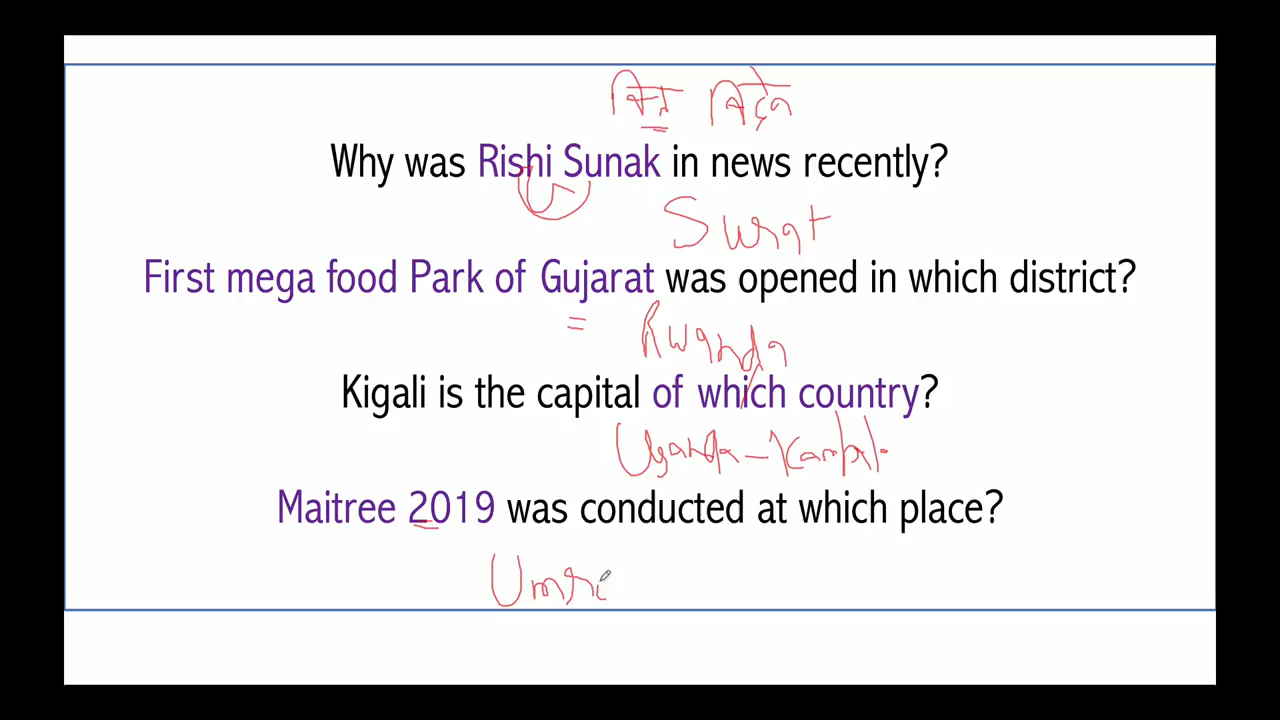 वित्त
Why was Rishi Sunak in news recently?
Surat
First mega food Park of Gujarat was opened in which district?
Rwanda
Kigali is the capital of which country?
Uganda - Kampala
Maitree 2019 was conducted at which place?
Umroi